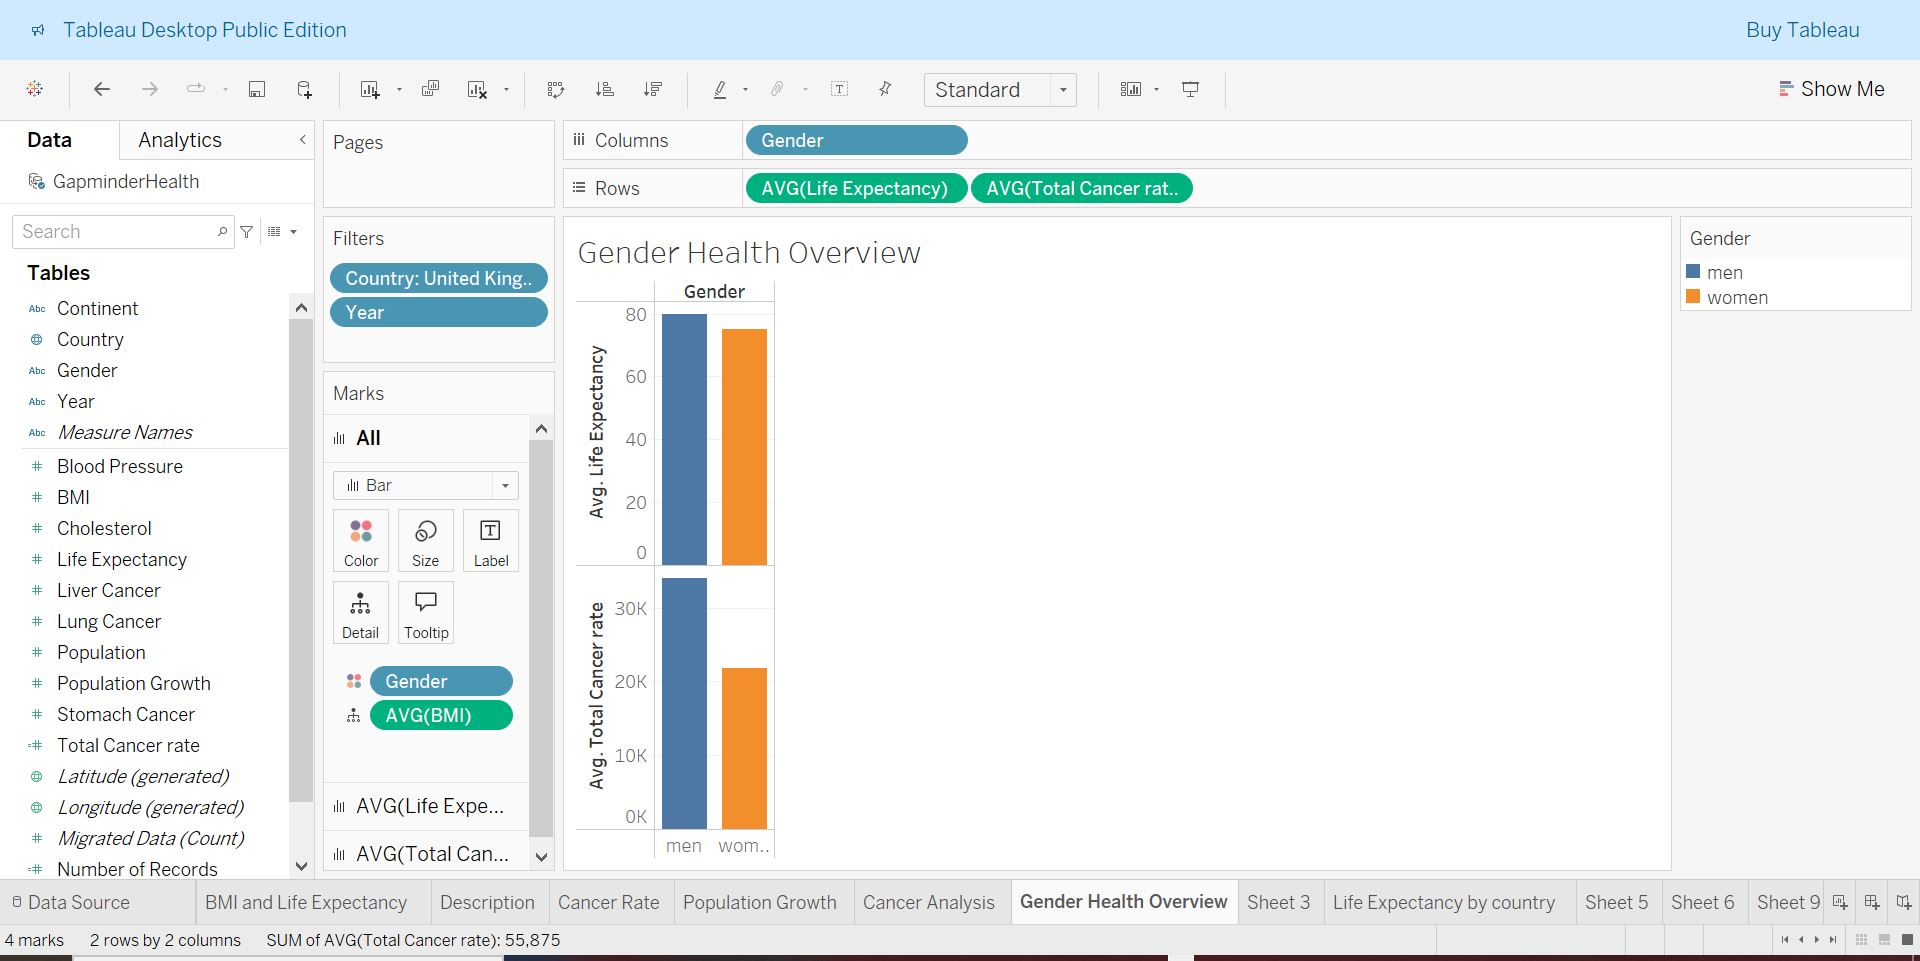 Tableau Desktop Public Edition
Buy Tableau
Standard
Show Me
Data
Analytics
GapminderHealth
Search
Tables
Abc Continent
Country
Abc Gender
Abc Year
Abc Measure Names
# Blood Pressure
# BMI
# Cholesterol
# Life Expectancy
# Liver Cancer
# Lung Cancer
# Population
# Population Growth
# Stomach Cancer
=# Total Cancer rate
Latitude (generated)
Longitude (generated)
# Migrated Data (Count)
=# Number of Records
Pages
Filters
Country: United King..
Year
Marks
All
Bar
Color
Size
Label
Detail
Tooltip
Gender
AVG(BMI)
AVG(Life Expe...
AVG(Total Can...
Columns
Gender
Rows
AVG(Life Expectancy)
AVG(Total Cancer rat..
Gender Health Overview
Gender
Avg. Life Expectancy
80
60
40
20
0
Avg. Total Cancer rate
30K
20K
10K
0K
men
wom..
Gender
men
women
Data Source
BMI and Life Expectancy
Description
Cancer Rate
Population Growth
Cancer Analysis
Gender Health Overview
Sheet 3
Life Expectancy by country
Sheet 5
Sheet 6
Sheet 9
4 marks
2 rows by 2 columns
SUM of AVG(Total Cancer rate): 55,875